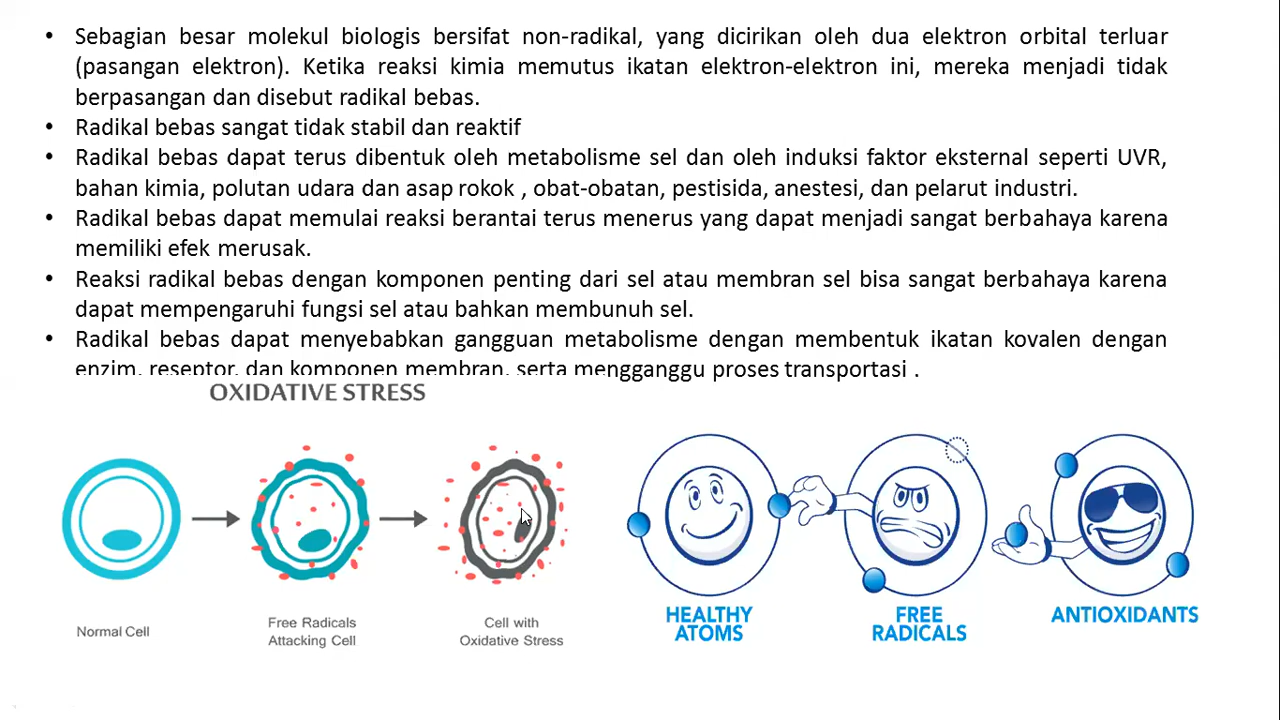 • Sebagian besar molekul biologis bersifat non-radikal, yang dicirikan oleh dua elektron orbital terluar
(pasangan elektron). Ketika reaksi kimia memutus ikatan elektron-elektron ini, mereka menjadi tidak
berpasangan dan disebut radikal bebas.
• Radikal bebas sangat tidak stabil dan reaktif
• Radikal bebas dapat terus dibentuk oleh metabolisme sel dan oleh induksi faktor eksternal seperti UVR,
bahan kimia, polutan udara dan asap rokok , obat-obatan, pestisida, anestesi, dan pelarut industri.
• Radikal bebas dapat memulai reaksi berantai terus menerus yang dapat menjadi sangat berbahaya karena
memiliki efek merusak.
• Reaksi radikal bebas dengan komponen penting dari sel atau membran sel bisa sangat berbahaya karena
dapat mempengaruhi fungsi sel atau bahkan membunuh sel.
• Radikal bebas dapat menyebabkan gangguan metabolisme dengan membentuk ikatan kovalen dengan
enzim, reseptor, dan komponen membran, serta mengganggu proses transportasi .
OXIDATIVE STRESS
Normal Cell
Free Radicals
Attacking Cell
Cell with
Oxidative Stress
HEALTHY
ATOMS
FREE
RADICALS
ANTIOXIDANTS